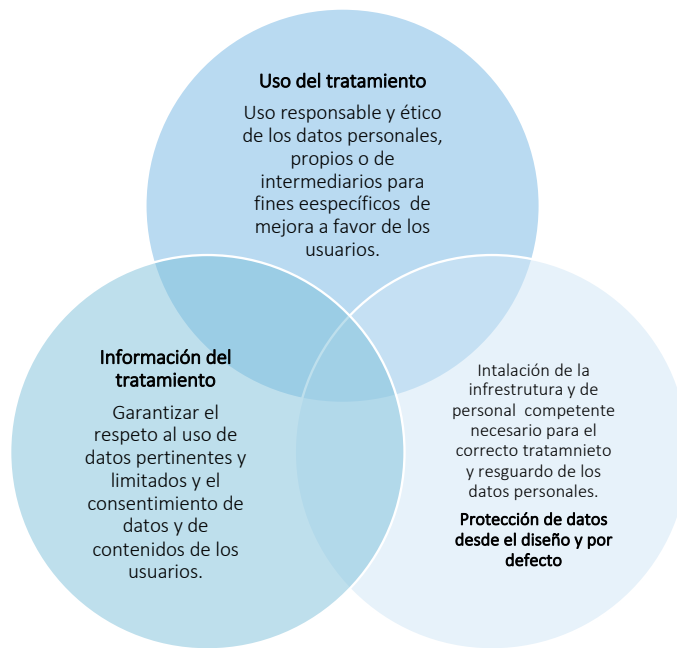 Uso del tratamiento
Uso responsable y ético
de los datos personales,
propios o de
intermediarios para
fines eespecíficos de
mejora a favor de los
usuarios.
Información del
tratamiento
Garantizar el
respeto al uso de
datos pertinentes y
limitados y el
consentimiento de
datos y de
contenidos de los
usuarios.
Intalación de la
infrestrutura y de
personal competente
necesario para el
correcto tratamnieto
y resguardo de los
datos personales.
Protección de datos
desde el diseño y por
defecto